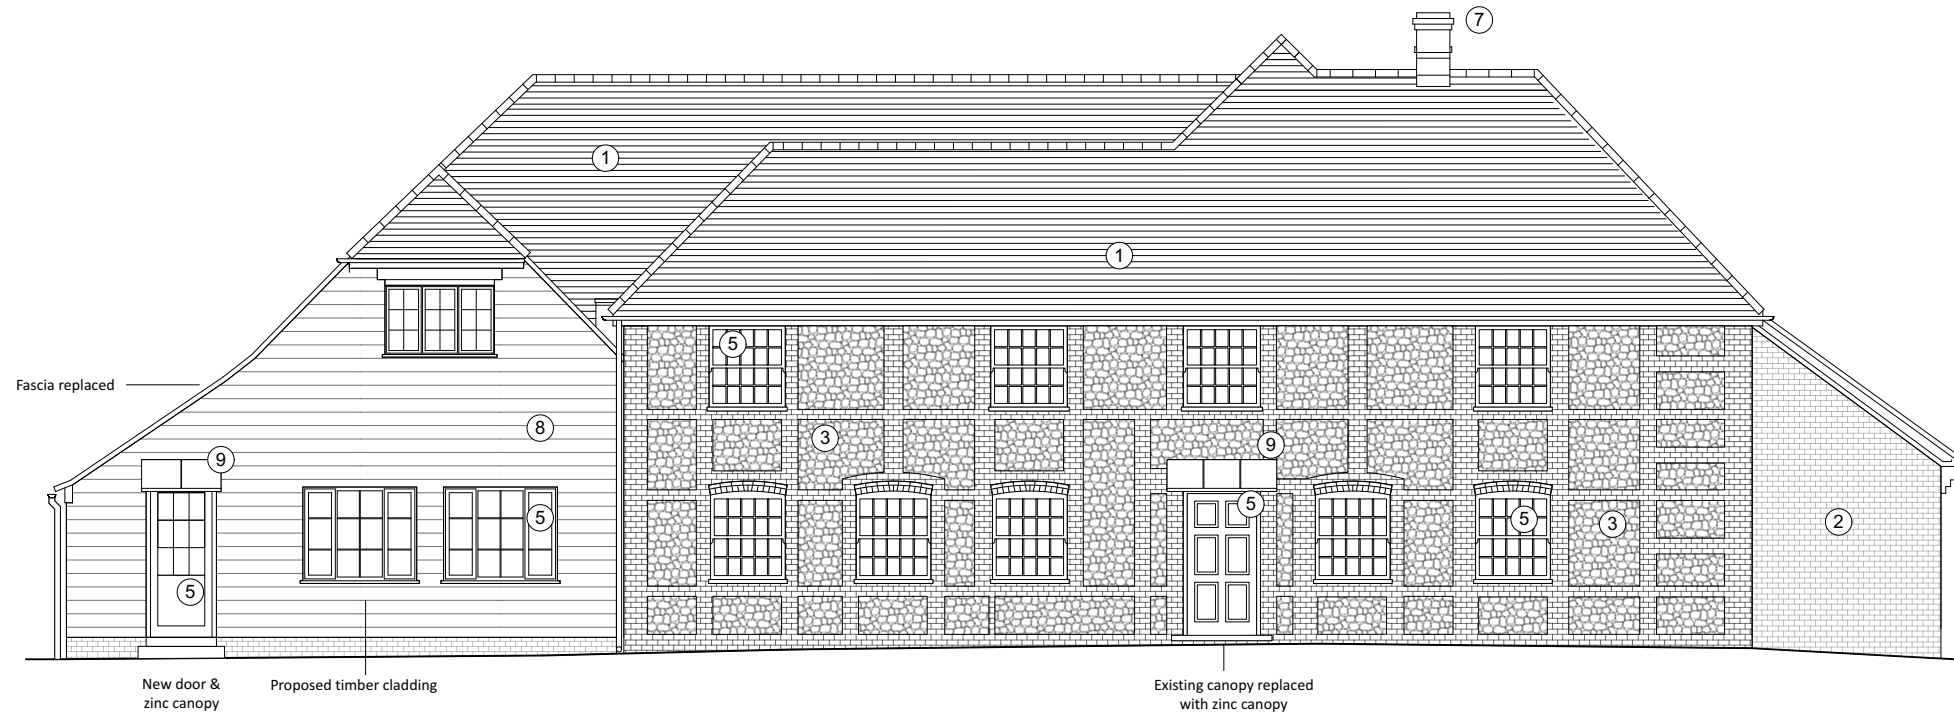 7
1
1
5
Fascia replaced
8
3
9
9
5
5
5
3
2
5
New door &
zinc canopy
Proposed timber cladding
Existing canopy replaced
with zinc canopy